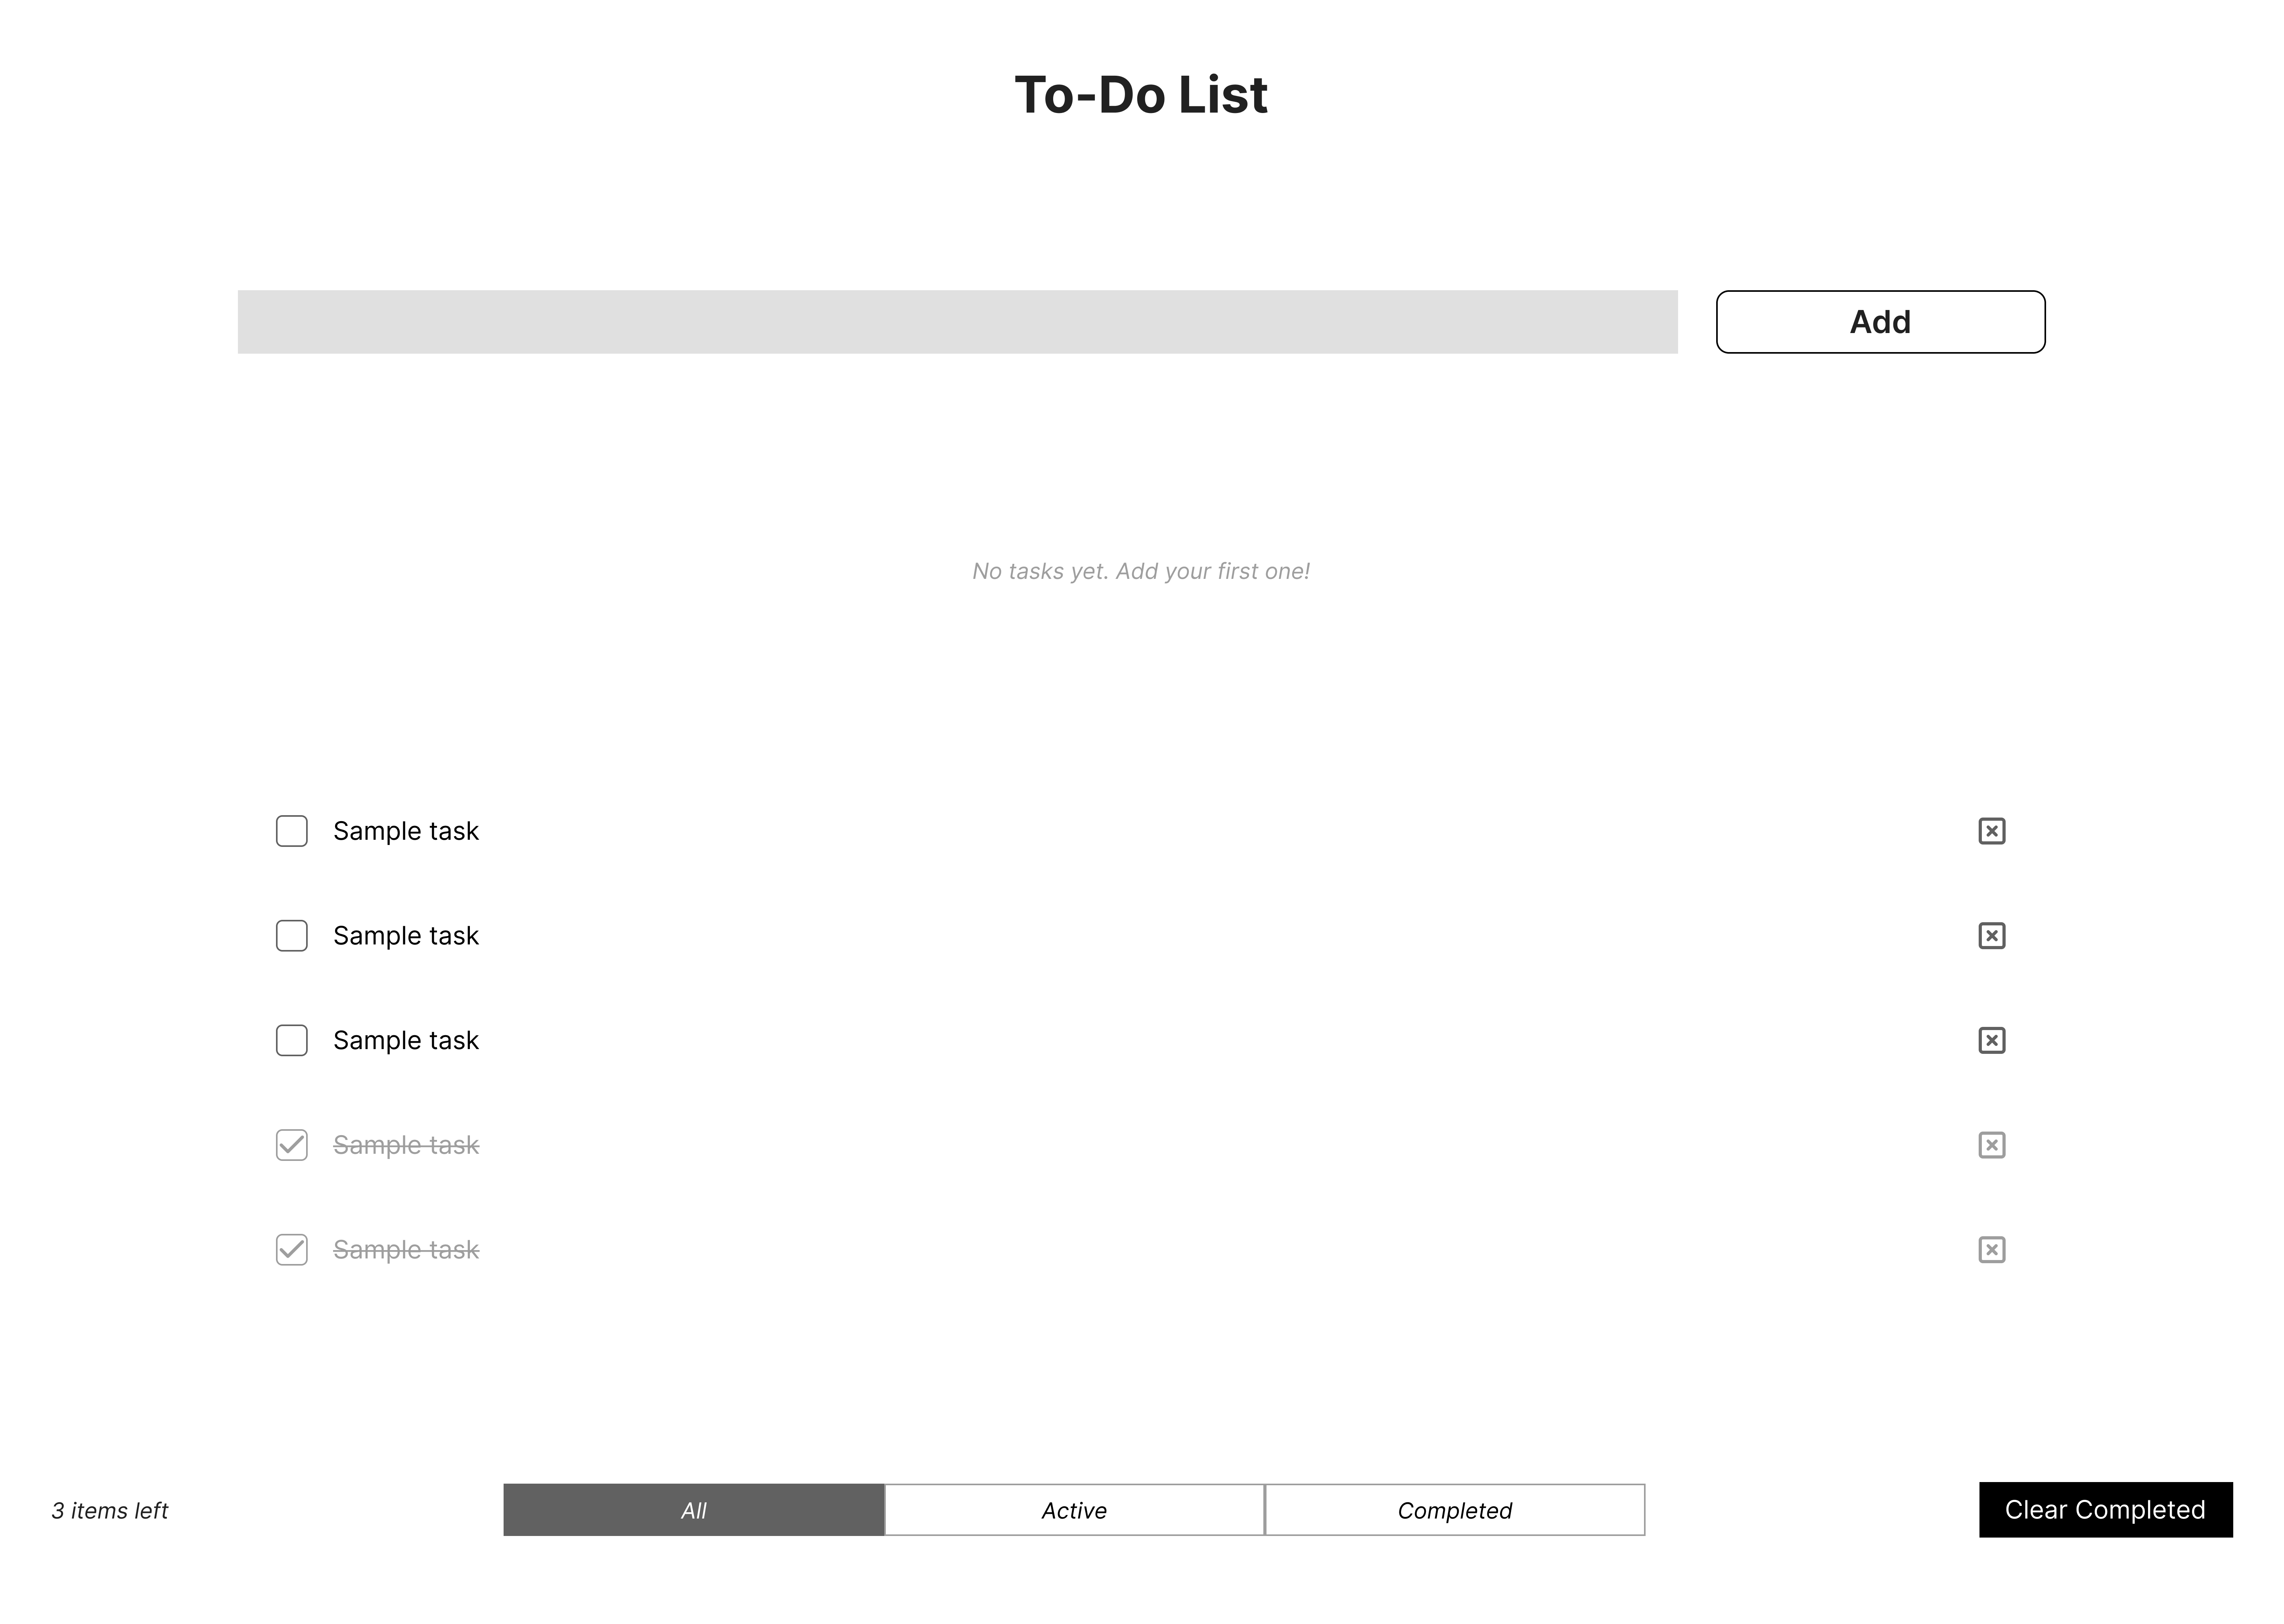 To-Do List
Add
No tasks yet. Add your first one!
Sample task
Sample task
Sample task
Sample task
Sample task
3 items left
All
Active
Completed
Clear Completed